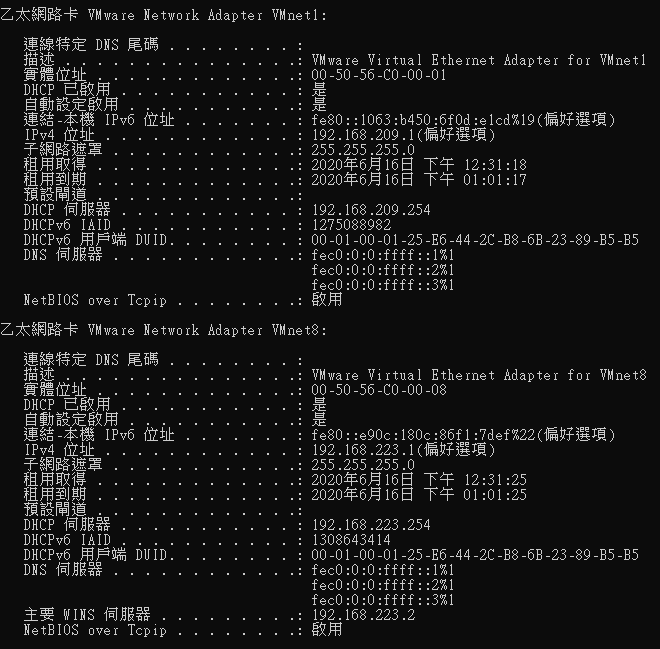 乙太網路卡 VMware Network Adapter VMnet1:
連線特定 DNS 尾碼 . . . . . . . . . :
描述 . . . . . . . . . . . . . . . : VMware Virtual Ethernet Adapter for VMnet1
實體位址 . . . . . . . . . . . . . : 00-50-56-C0-00-01
DHCP 已啟用 . . . . . . . . . . . : 是
自動設定啟用 . . . . . . . . . . . : 是
連結-本機 IPv6 位址 . . . . . . . : fe80::1063:b450:6f0d:e1cd%19(偏好選項)
IPv4 位址 . . . . . . . . . . . . : 192.168.209.1(偏好選項)
子網路遮罩 . . . . . . . . . . . . : 255.255.255.0
租用取得 . . . . . . . . . . . . . : 2020年6月16日 下午 12:31:18
租用到期 . . . . . . . . . . . . . : 2020年6月16日 下午 01:01:17
預設閘道 . . . . . . . . . . . . . :
DHCP 伺服器 . . . . . . . . . . . : 192.168.209.254
DHCPv6 IAID . . . . . . . . . . . : 1275088982
DHCPv6 用戶端 DUID. . . . . . . . : 00-01-00-01-25-E6-44-2C-B8-6B-23-89-B5-B5
DNS 伺服器 . . . . . . . . . . . . : fec0:0:0:ffff::1%1
fec0:0:0:ffff::2%1
fec0:0:0:ffff::3%1
NetBIOS over Tcpip . . . . . . . . : 啟用
乙太網路卡 VMware Network Adapter VMnet8:
連線特定 DNS 尾碼 . . . . . . . . . :
描述 . . . . . . . . . . . . . . . : VMware Virtual Ethernet Adapter for VMnet8
實體位址 . . . . . . . . . . . . . : 00-50-56-C0-00-08
DHCP 已啟用 . . . . . . . . . . . : 是
自動設定啟用 . . . . . . . . . . . : 是
連結-本機 IPv6 位址 . . . . . . . : fe80::e90c:180c:86f1:7def%22(偏好選項)
IPv4 位址 . . . . . . . . . . . . : 192.168.223.1(偏好選項)
子網路遮罩 . . . . . . . . . . . . : 255.255.255.0
租用取得 . . . . . . . . . . . . . : 2020年6月16日 下午 12:31:25
租用到期 . . . . . . . . . . . . . : 2020年6月16日 下午 01:01:25
預設閘道 . . . . . . . . . . . . . :
DHCP 伺服器 . . . . . . . . . . . : 192.168.223.254
DHCPv6 IAID . . . . . . . . . . . : 1308643414
DHCPv6 用戶端 DUID. . . . . . . . : 00-01-00-01-25-E6-44-2C-B8-6B-23-89-B5-B5
DNS 伺服器 . . . . . . . . . . . . : fec0:0:0:ffff::1%1
fec0:0:0:ffff::2%1
fec0:0:0:ffff::3%1
主要 WINS 伺服器 . . . . . . . . . : 192.168.223.2
NetBIOS over Tcpip . . . . . . . . : 啟用